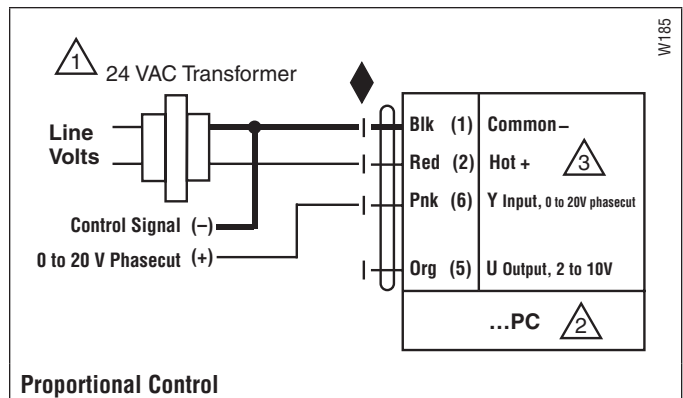 W185
1 24 VAC Transformer
Line
Volts
Blk (1) Common –
Red (2) Hot + 3
Pnk (6) Y Input, 0 to 20V phasecut
Control Signal (–)
0 to 20 V Phasecut (+)
Org (5) U Output, 2 to 10V
...PC 2
Proportional Control